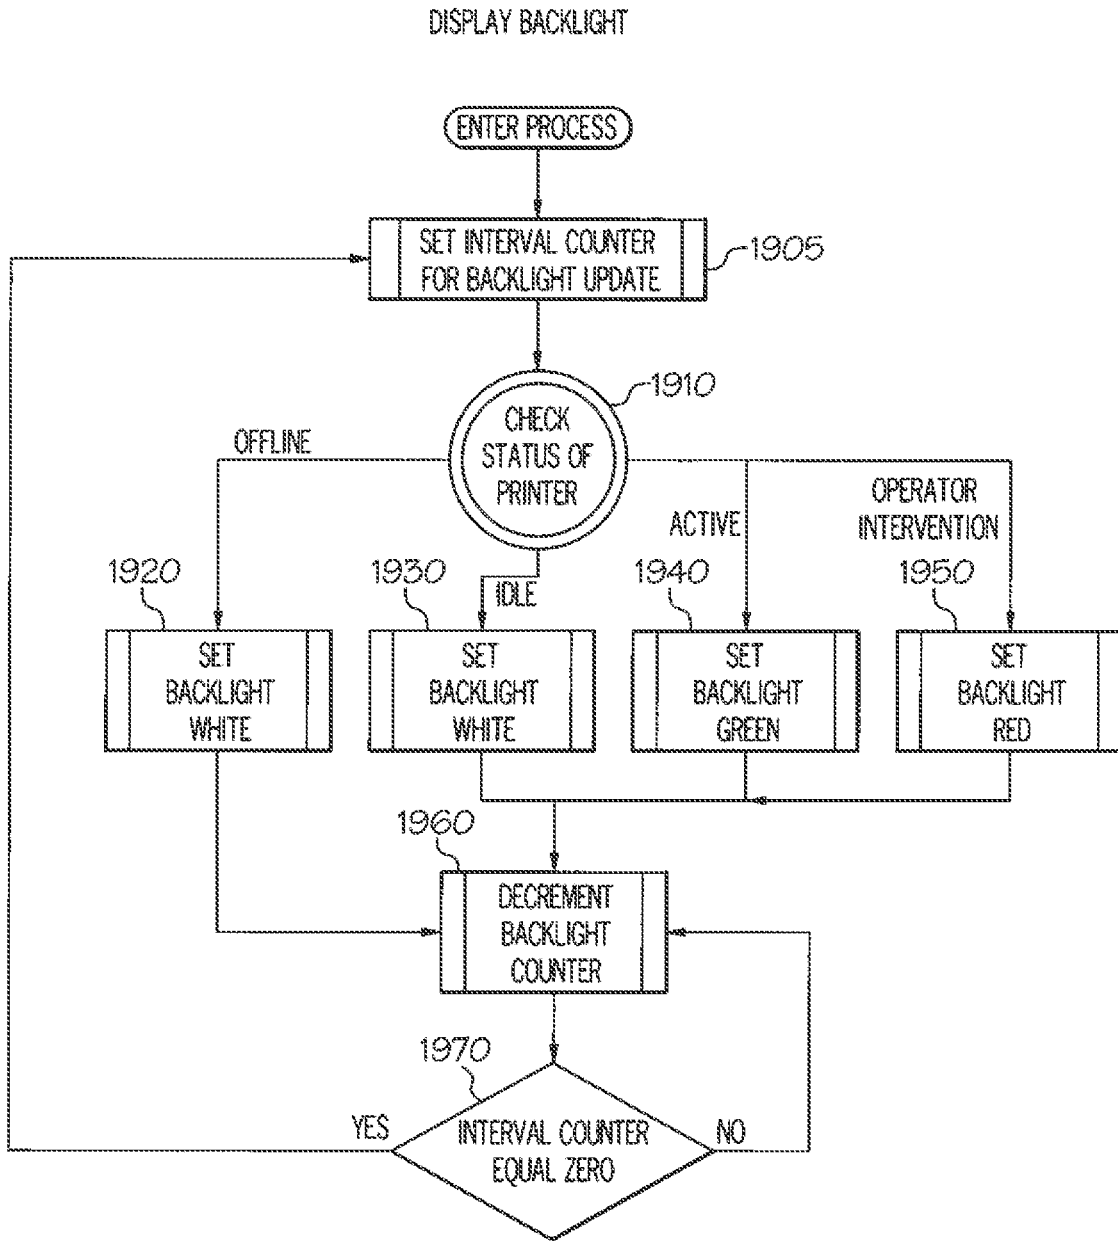 DISPLAY BACKLIGHT
ENTER PROCESS
SET INTERVAL COUNTER
FOR BACKLIGHT UPDATE
1905
1910
CHECK
STATUS OF
PRINTER
OFFLINE
IDLE
ACTIVE
OPERATOR
INTERVENTION
1920
SET
BACKLIGHT
WHITE
1930
SET
BACKLIGHT
WHITE
1940
SET
BACKLIGHT
GREEN
1950
SET
BACKLIGHT
RED
1960
DECREMENT
BACKLIGHT
COUNTER
1970
INTERVAL COUNTER
EQUAL ZERO
YES
NO